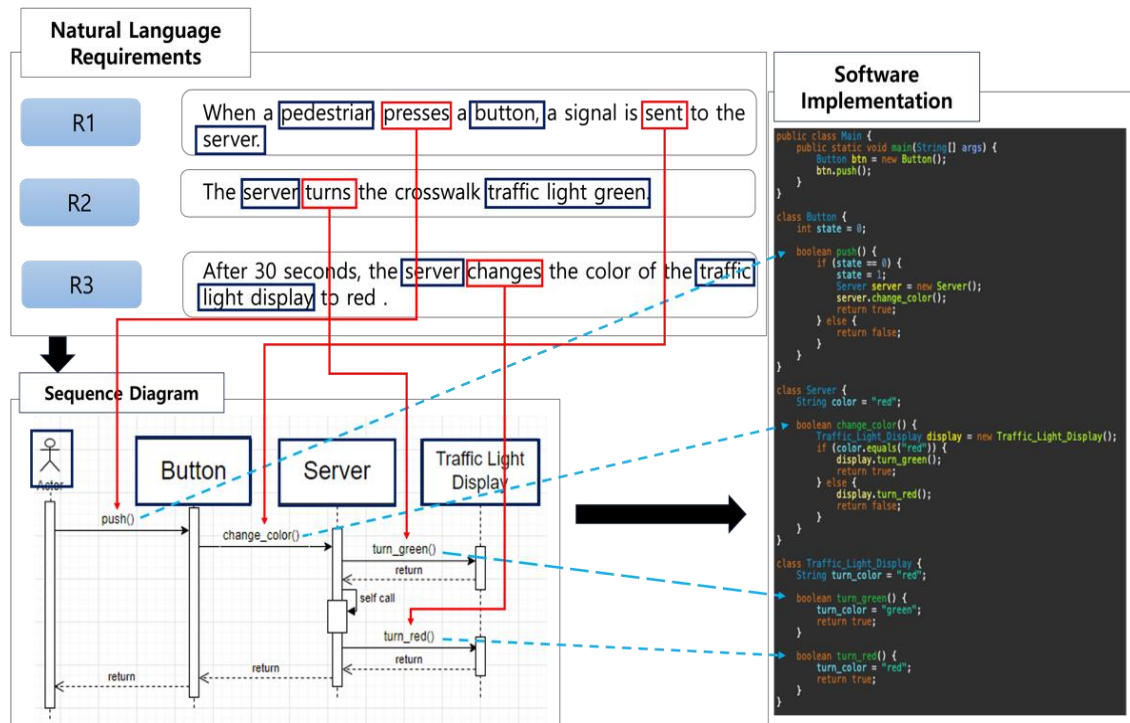 Natural Language
Requirements
R1
When a pedestrian presses a button, a signal is sent to the
server.
R2
The server turns the crosswalk traffic light green.
R3
After 30 seconds, the server changes the color of the traffic
light display to red .
Sequence Diagram
Actor
Button
Server
Traffic Light
Display
push()
change_color()
turn_green()
return
self call
turn_red()
return
return
return
Software
Implementation
public class Main {
public static void main(String[] args) {
Button btn = new Button();
btn.push();
}
}
class Button {
int state = 0;
boolean push() {
if (state == 0) {
state = 1;
Server server = new Server();
server.change_color();
return true;
} else {
return false;
}
}
}
class Server {
String color = "red";
boolean change_color() {
Traffic_Light_Display display = new Traffic_Light_Display();
if (color.equals("red")) {
display.turn_green();
return true;
} else {
display.turn_red();
return false;
}
}
}
class Traffic_Light_Display {
String turn_color = "red";
boolean turn_green() {
turn_color = "green";
return true;
}
boolean turn_red() {
turn_color = "red";
return true;
}
}